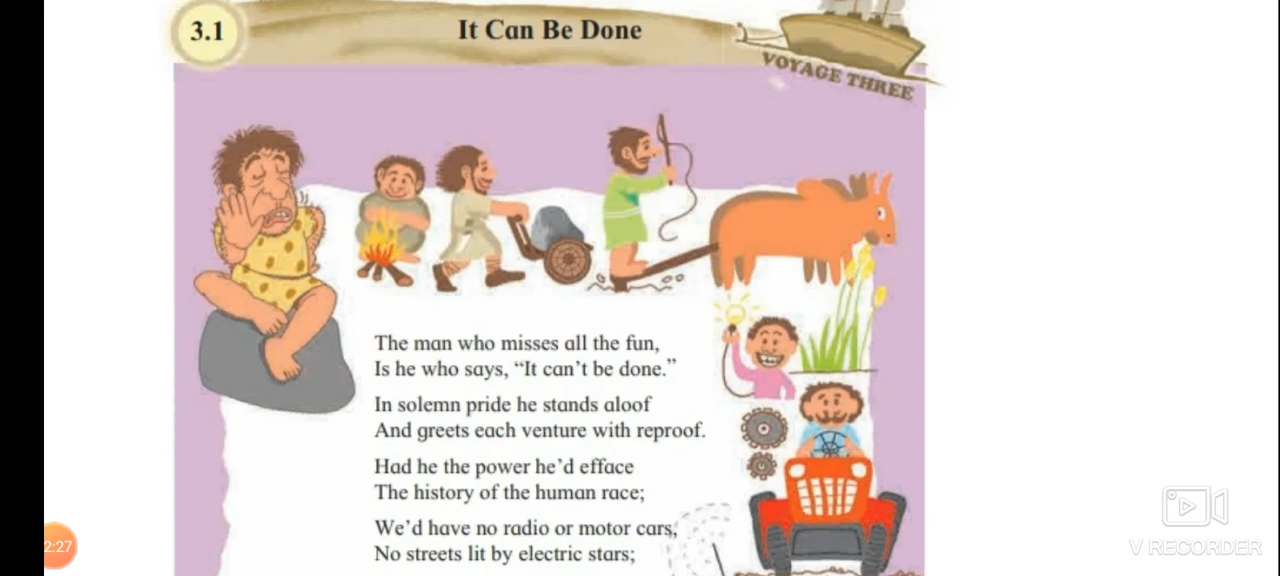 3.1
It Can Be Done
VOYAGE THREE
The man who misses all the fun,
Is he who says, “It can’t be done.”
In solemn pride he stands aloof
And greets each venture with reproof.
Had he the power he’d efface
The history of the human race;
We’d have no radio or motor cars,
No streets lit by electric stars;
2:27
V RECORDER